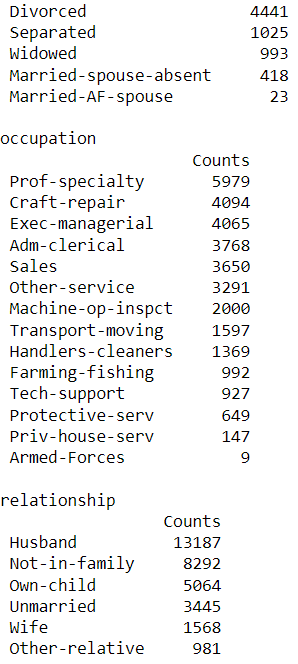 Divorced 4441
Separated 1025
Widowed 993
Married-spouse-absent 418
Married-AF-spouse 23
occupation
Counts
Prof-specialty 5979
Craft-repair 4094
Exec-managerial 4065
Adm-clerical 3768
Sales 3650
Other-service 3291
Machine-op-inspct 2000
Transport-moving 1597
Handlers-cleaners 1369
Farming-fishing 992
Tech-support 927
Protective-serv 649
Priv-house-serv 147
Armed-Forces 9
relationship
Counts
Husband 13187
Not-in-family 8292
Own-child 5064
Unmarried 3445
Wife 1568
Other-relative 981